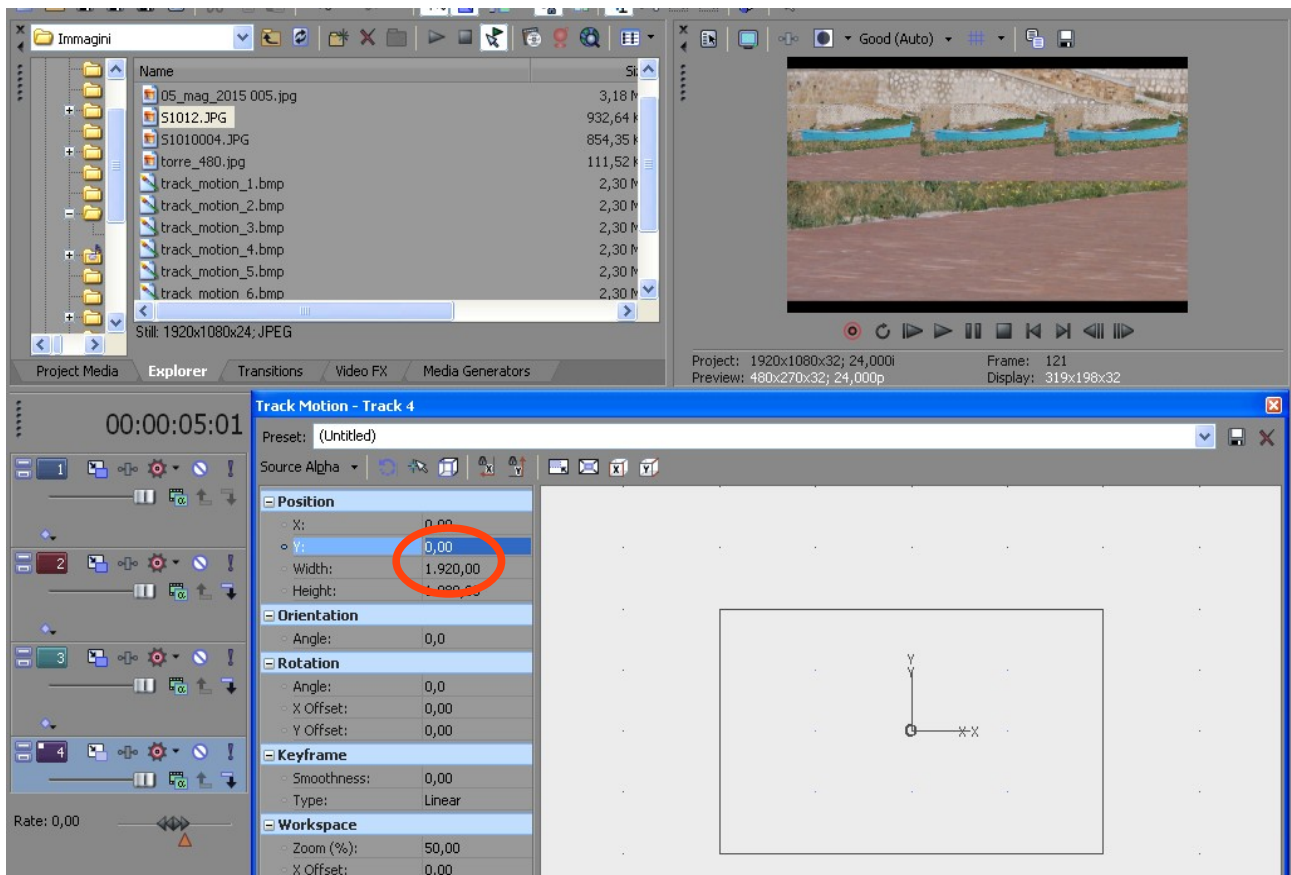 Immagini
Good (Auto)
Name
05_mag_2015 005.jpg 3,18 M
S1012.JPG 932,64 k
S1010004.JPG 854,35 k
torre_480.jpg 111,52 k
track_motion_1.bmp 2,30 M
track_motion_2.bmp 2,30 M
track_motion_3.bmp 2,30 M
track_motion_4.bmp 2,30 M
track_motion_5.bmp 2,30 M
track_motion_6.bmp 2,30 M
Still: 1920x1080x24; JPEG
Project Media Explorer Transitions Video FX Media Generators
Project: 1920x1080x32; 24,000i Frame: 121
Preview: 480x270x32; 24,000p Display: 319x198x32
00:00:05:01
1
2
3
4
Rate: 0,00
Track Motion - Track 4
Preset: (Untitled)
Source Alpha
Position
X: 0,00
Y: 0,00
Width: 1.920,00
Height: 1.080,00
Orientation
Angle: 0,0
Rotation
Angle: 0,0
X Offset: 0,00
Y Offset: 0,00
Keyframe
Smoothness: 0,00
Type: Linear
Workspace
Zoom (%): 50,00
X Offset: 0,00
Y
Y
X X